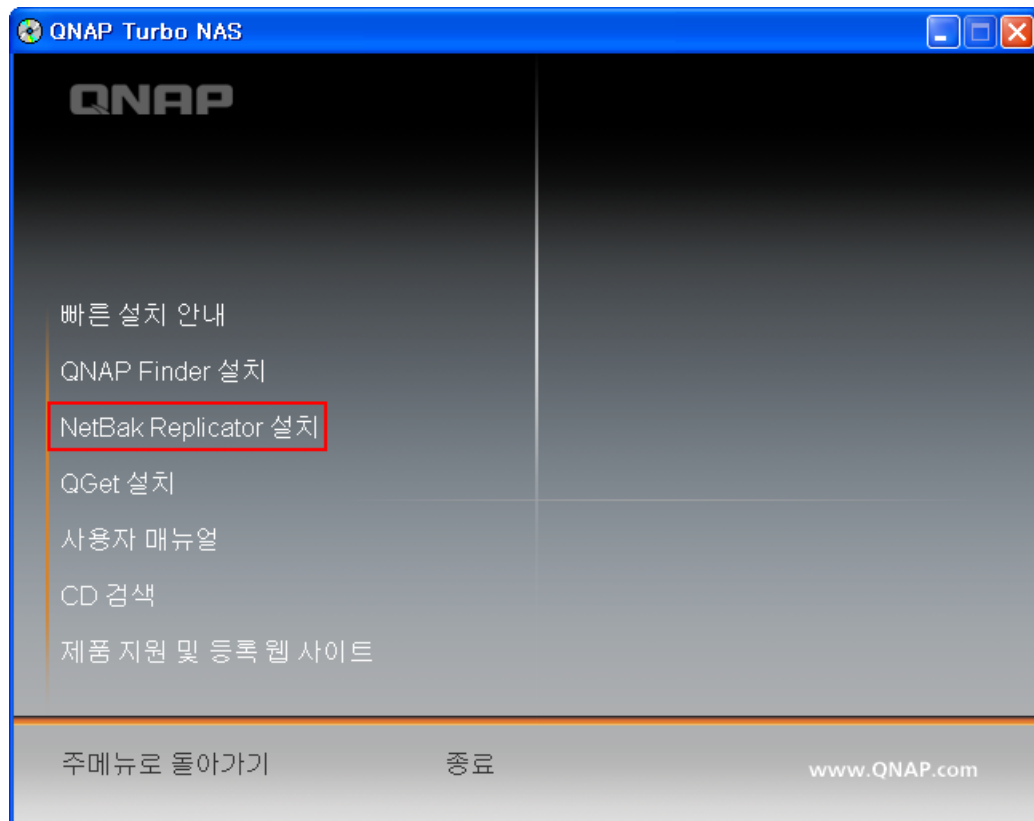 QNAP Turbo NAS
QNAP
빠른 설치 안내
QNAP Finder 설치
NetBak Replicator 설치
QGet 설치
사용자 매뉴얼
CD 검색
제품 지원 및 등록 웹 사이트
주메뉴로 돌아가기
종료
www.QNAP.com